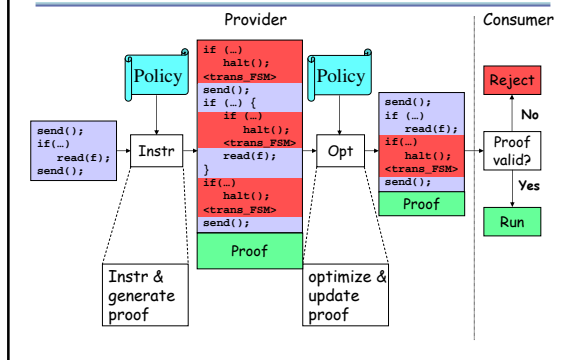 Provider
Consumer
Policy
Policy
send();
if(…)
read(f);
send();
Instr
if (…)
halt();
<trans_FSM>
send();
if (…) {
if (…)
halt();
<trans_FSM>
read(f);
}
if(…)
halt();
<trans_FSM>
send();
Proof
Opt
send();
if (…)
read(f);
if(…)
halt();
<trans_FSM>
send();
Proof
Reject
No
Proof
valid?
Yes
Run
Instr &
generate
proof
optimize &
update
proof